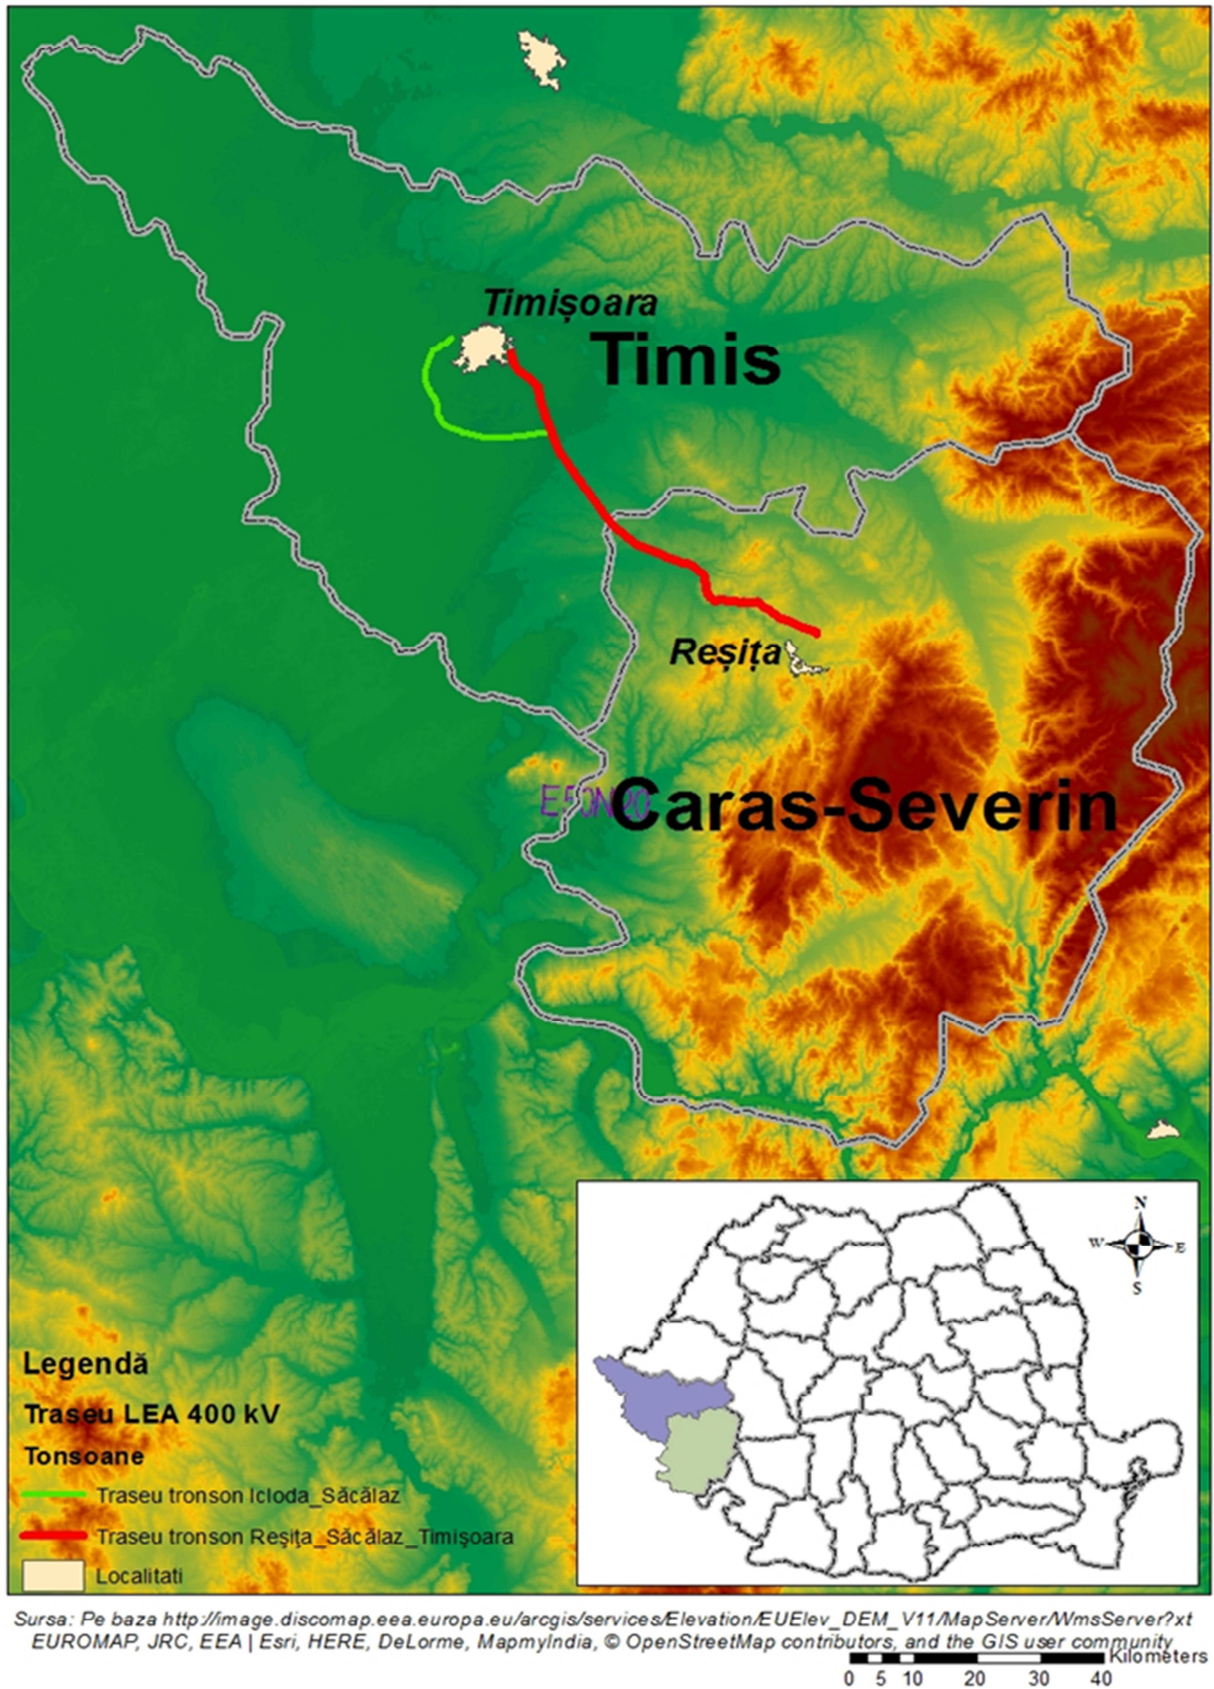 Timișoara
Timis
Reșița
E50N20
Caras-Severin
N
W E
S
Legendă
Traseu LEA 400 kV
Tonsoane
Traseu tronson Icloda_Săcălaz
Traseu tronson Reşiţa_Săcălaz_Timişoara
Localitati
Sursa: Pe baza http://image.discomap.eea.europa.eu/arcgis/services/Elevation/EUElev_DEM_V11/MapServer/WmsServer?xt
EUROMAP, JRC, EEA | Esri, HERE, DeLorme, MapmyIndia, © OpenStreetMap contributors, and the GIS user community
Kilometers
0 5 10 20 30 40